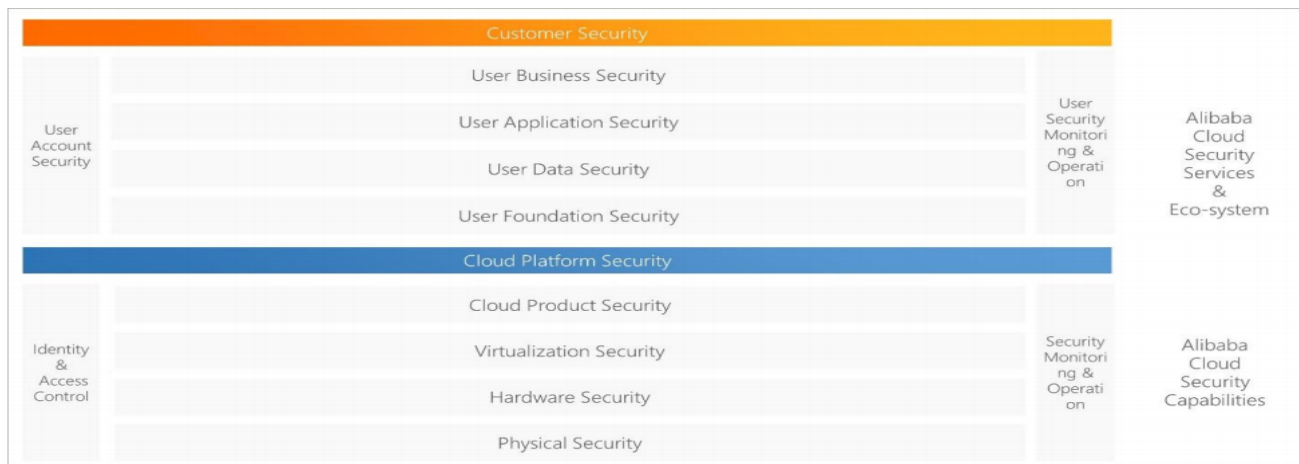 Customer Security
User
Account
Security
User Business Security
User Application Security
User Data Security
User Foundation Security
User
Security
Monitori
ng &
Operati
on
Alibaba
Cloud
Security
Services
&
Eco-system
Cloud Platform Security
Identity
&
Access
Control
Cloud Product Security
Virtualization Security
Hardware Security
Physical Security
Security
Monitori
ng &
Operati
on
Alibaba
Cloud
Security
Capabilities